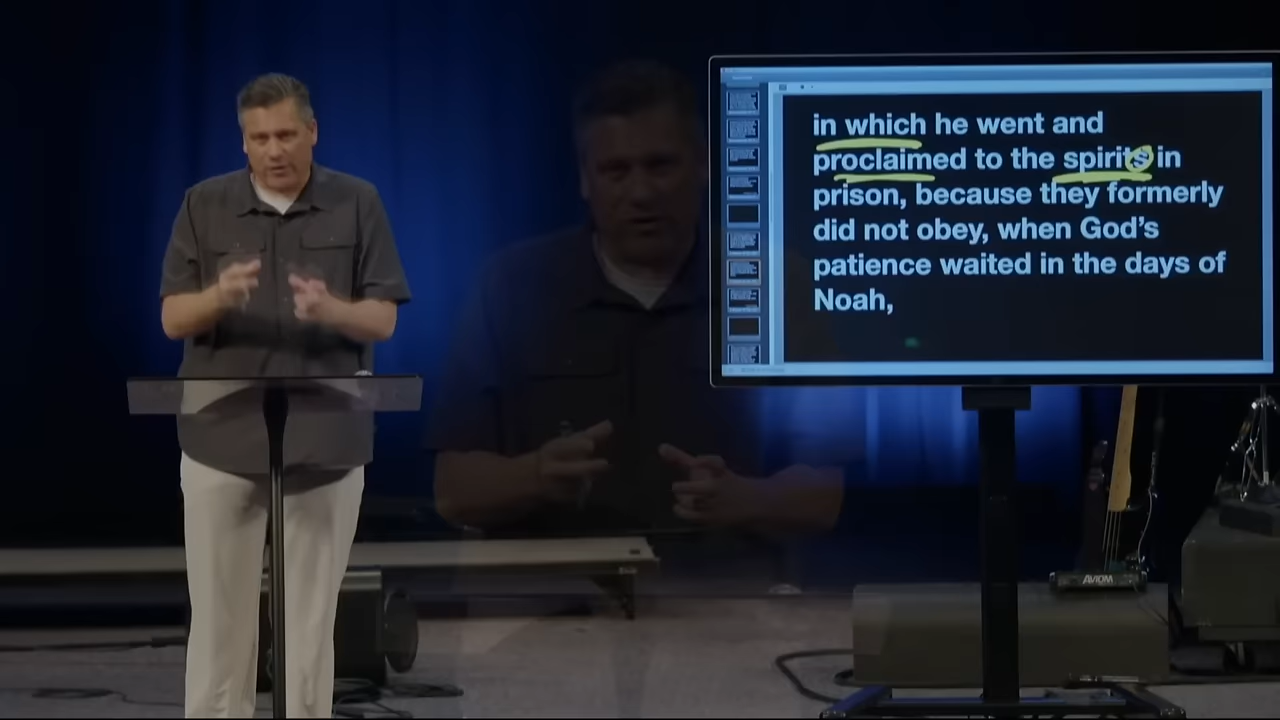 in which he went and
proclaimed to the spirits in
prison, because they formerly
did not obey, when God's
patience waited in the days of
Noah,
AVIOM